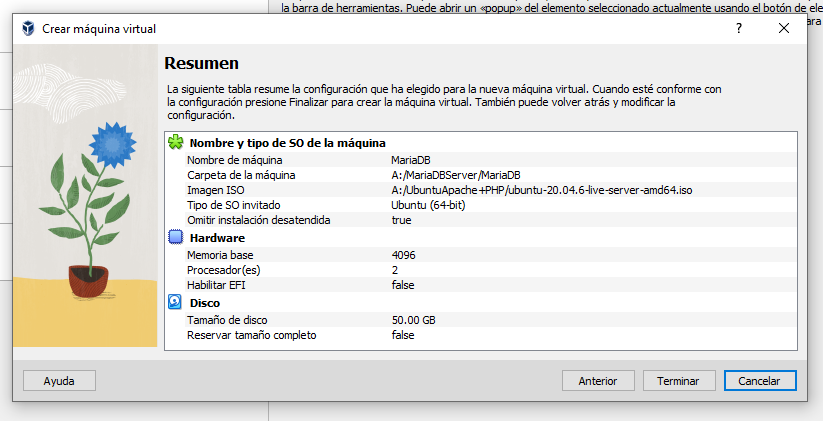 la barra de herramientas. Puede abrir un «popup» del elemento seleccionado actualmente usando el botón de ele
ara
Crear máquina virtual
Resumen
La siguiente tabla resume la configuración que ha elegido para la nueva máquina virtual. Cuando esté conforme con
la configuración presione Finalizar para crear la máquina virtual. También puede volver atrás y modificar la
configuración.
Nombre y tipo de SO de la máquina
Nombre de máquina MariaDB
Carpeta de la máquina A:/MariaDBServer/MariaDB
Imagen ISO A:/UbuntuApache+PHP/ubuntu-20.04.6-live-server-amd64.iso
Tipo de SO invitado Ubuntu (64-bit)
Omitir instalación desatendida true
Hardware
Memoria base 4096
Procesador(es) 2
Habilitar EFI false
Disco
Tamaño de disco 50.00 GB
Reservar tamaño completo false
Ayuda Anterior Terminar Cancelar